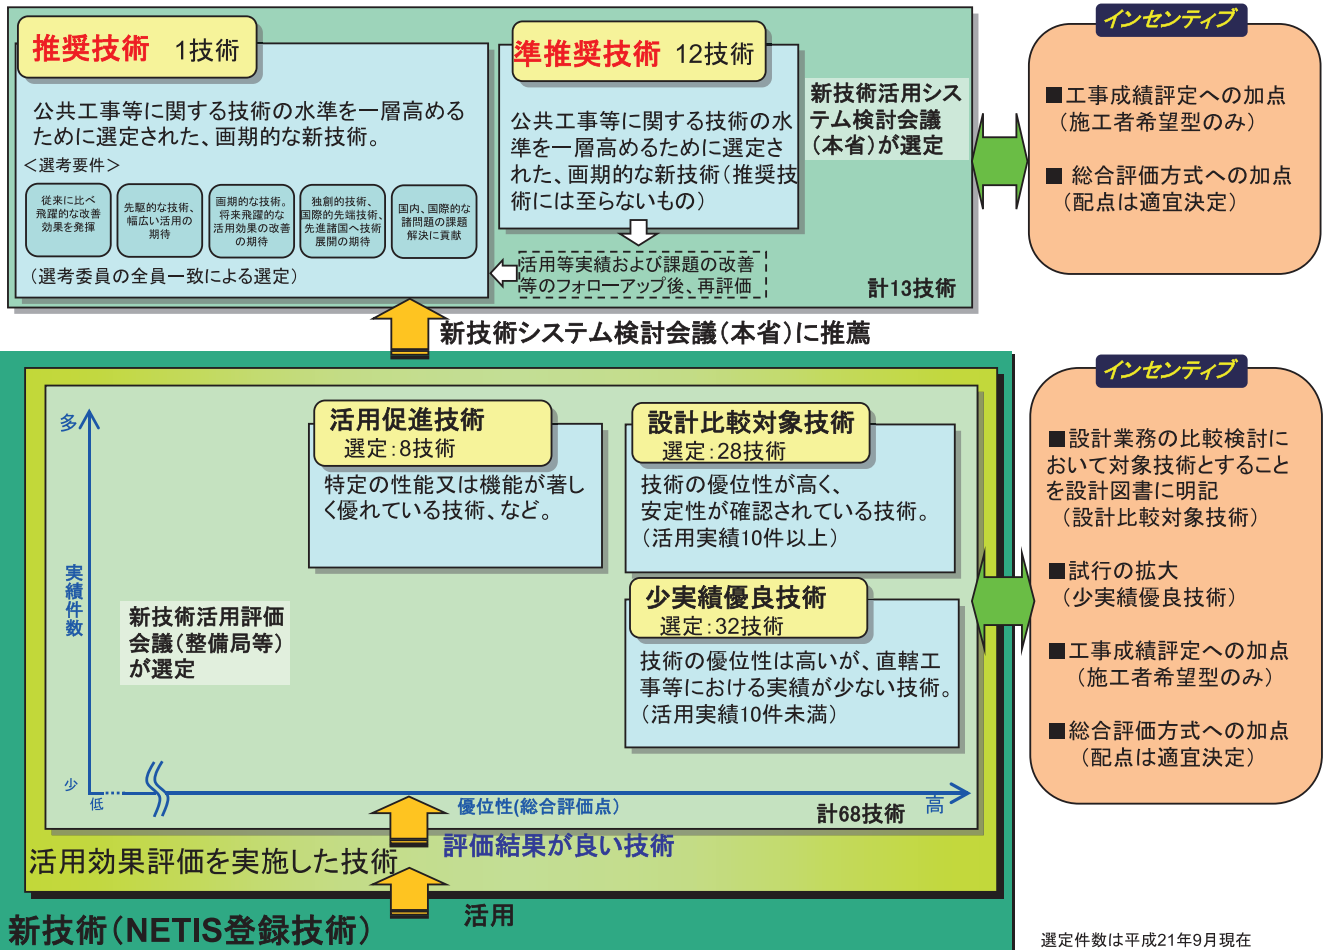 推奨技術 1技術
公共工事等に関する技術の水準を一層高める
ために選定された、画期的な新技術。
＜選考要件＞
従来に比べ
飛躍的な改善
効果を発揮
先駆的な技術、
幅広い活用の
期待
画期的な技術。
将来飛躍的な
活用効果の改善
の期待
独創的技術、
国際的先端技術、
先進諸国へ技術
展開の期待
国内、国際的な
諸問題の課題
解決に貢献
（選考委員の全員一致による選定）
準推奨技術 12技術
公共工事等に関する技術の水
準を一層高めるために選定さ
れた、画期的な新技術（推奨技
術には至らないもの）
活用等実績および課題の改善
等のフォローアップ後、再評価
新技術活用シス
テム検討会議
（本省）が選定
計13技術
インセンティブ
■工事成績評定への加点
（施工者希望型のみ）
■ 総合評価方式への加点
（配点は適宜決定）
新技術システム検討会議（本省）に推薦
多
実績件数
少
低
新技術活用評価
会議（整備局等）
が選定
活用促進技術
選定：8技術
特定の性能又は機能が著し
く優れている技術、など。
設計比較対象技術
選定：28技術
技術の優位性が高く、
安定性が確認されている技術。
（活用実績10件以上）
少実績優良技術
選定：32技術
技術の優位性は高いが、直轄工
事等における実績が少ない技術。
（活用実績10件未満）
優位性(総合評価点）
高
計68技術
インセンティブ
■設計業務の比較検討に
おいて対象技術とすること
を設計図書に明記
（設計比較対象技術）
■試行の拡大
（少実績優良技術）
■工事成績評定への加点
（施工者希望型のみ）
■総合評価方式への加点
（配点は適宜決定）
評価結果が良い技術
活用効果評価を実施した技術
活用
新技術（NETIS登録技術）
選定件数は平成21年9月現在